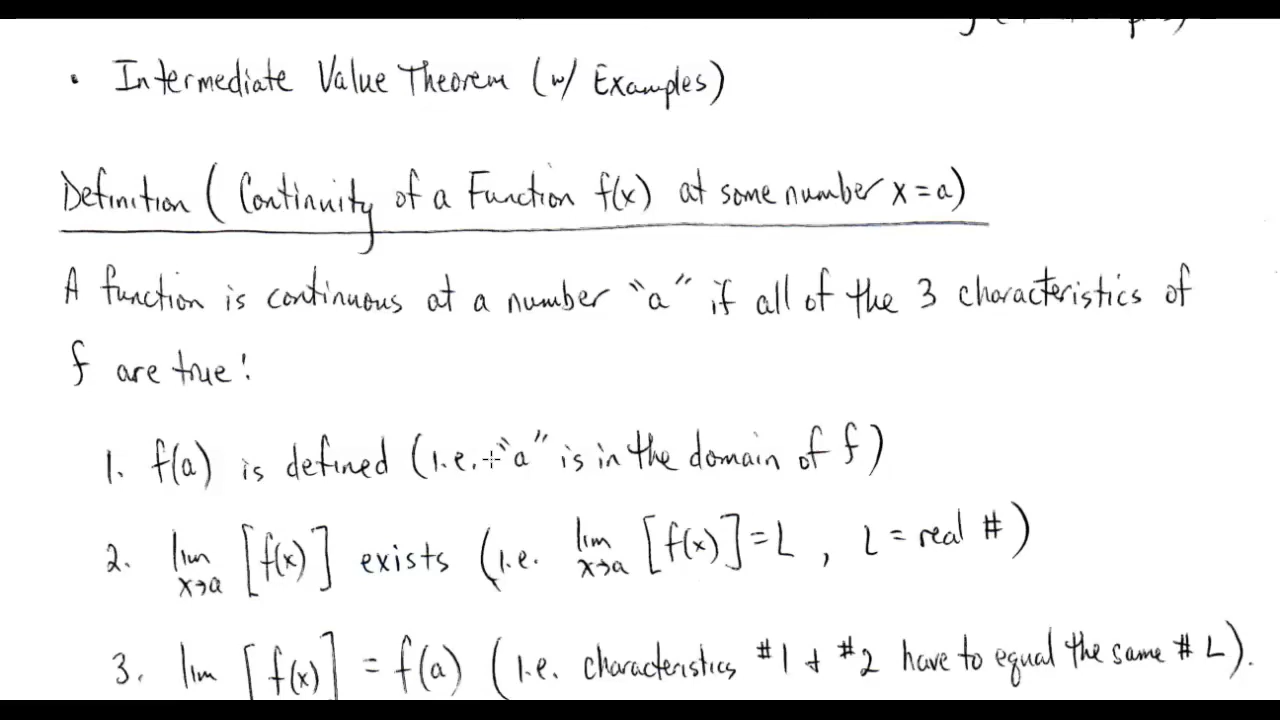 • Intermediate Value Theorem (w/ Examples)
Definition (Continuity of a Function f(x) at some number x = a)
A function is continuous at a number "a" if all of the 3 characteristics of
f are true:
1. f(a) is defined (i.e. "a" is in the domain of f)
2. lim x→a [f(x)] exists (i.e. lim x→a [f(x)] = L , L = real #)
3. lim [f(x)] = f(a) (i.e. characteristics #1 + #2 have to equal the same # L).